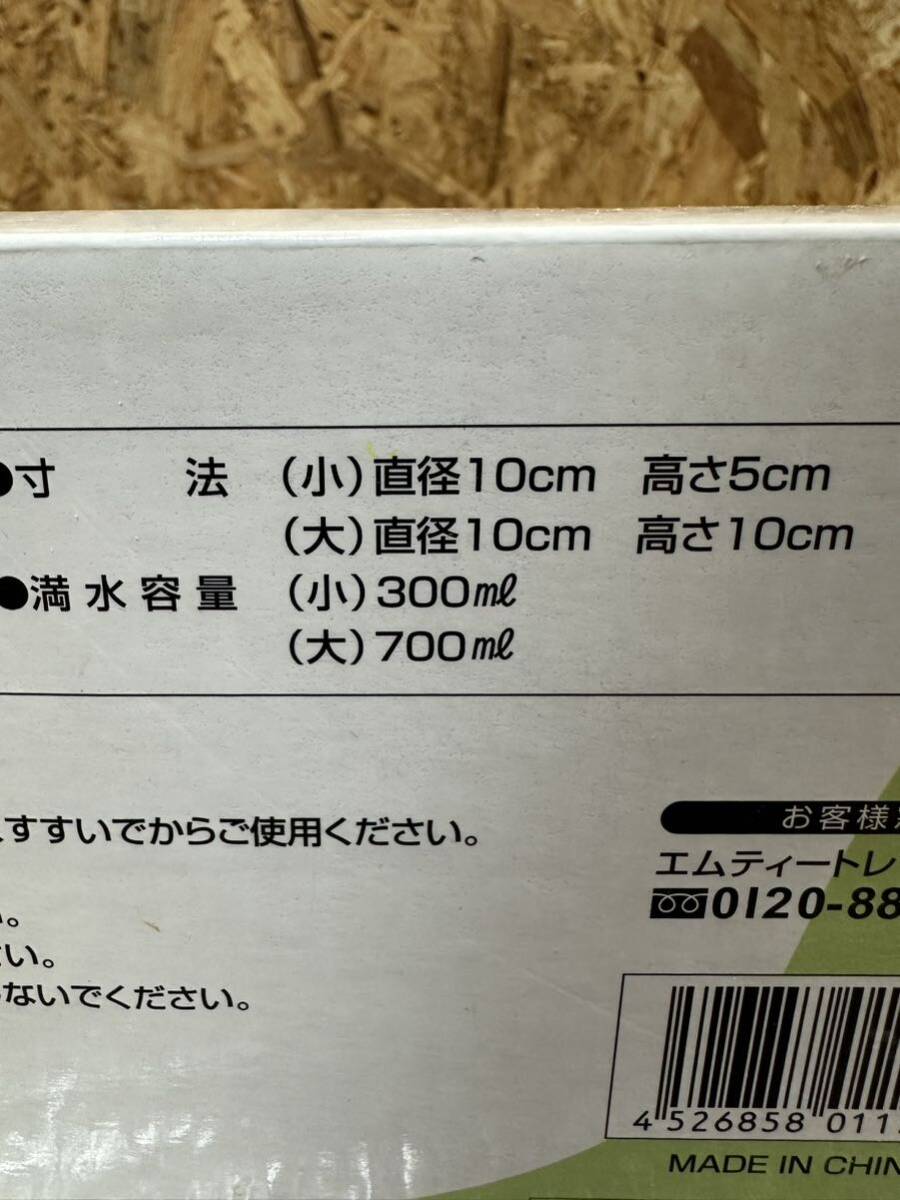 ●寸　法　（小）直径10cm　高さ5cm
（大）直径10cm　高さ10cm
●満水容量　（小）300㎖
（大）700㎖
すすいでからご使用ください。
い。
ないでください。
お客様
エムティートレ
0120-88
4 526858 011
MADE IN CHIN